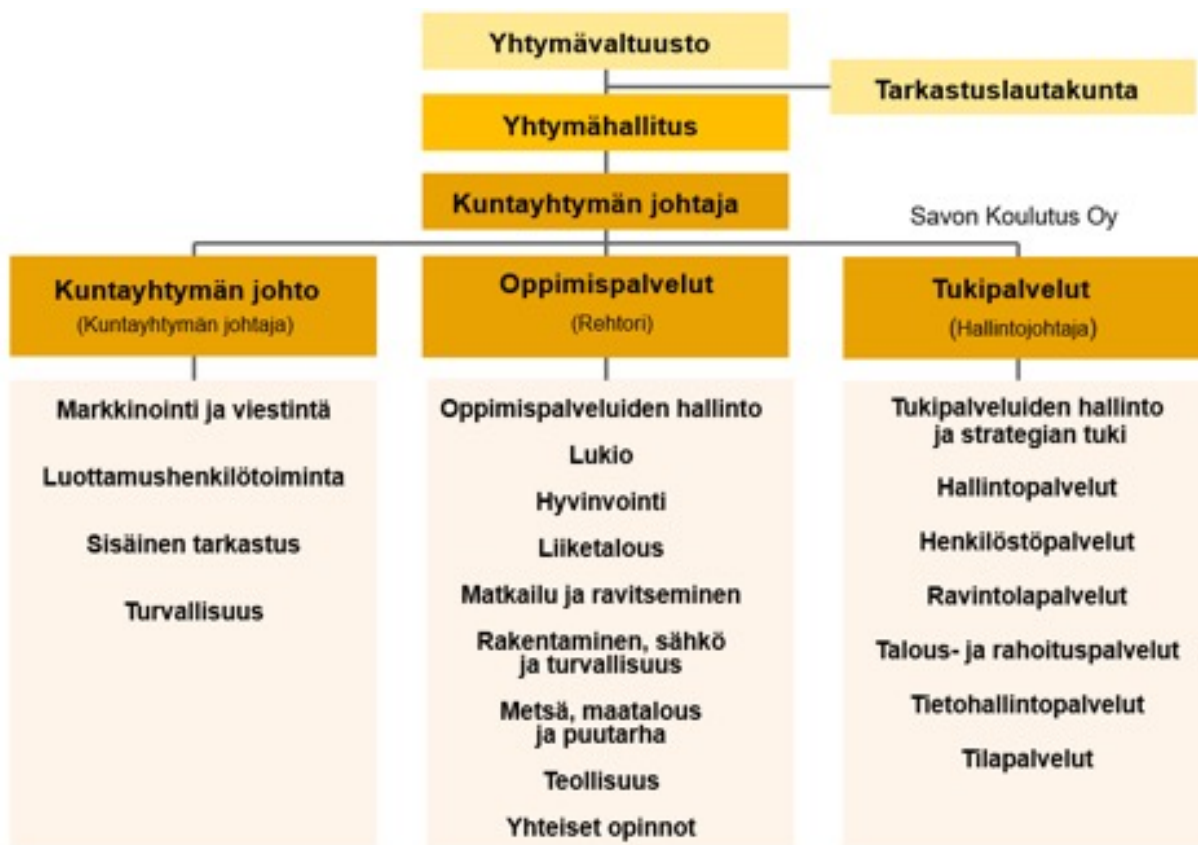 Yhtymävaltuusto
Tarkastuslautakunta
Yhtymähallitus
Kuntayhtymän johtaja
Savon Koulutus Oy
Kuntayhtymän johto
(Kuntayhtymän johtaja)
Markkinointi ja viestintä
Luottamushenkilötoiminta
Sisäinen tarkastus
Turvallisuus
Oppimispalvelut
(Rehtori)
Oppimispalveluiden hallinto
Lukio
Hyvinvointi
Liiketalous
Matkailu ja ravitseminen
Rakentaminen, sähkö
ja turvallisuus
Metsä, maatalous
ja puutarha
Teollisuus
Yhteiset opinnot
Tukipalvelut
(Hallintojohtaja)
Tukipalveluiden hallinto
ja strategian tuki
Hallintopalvelut
Henkilöstöpalvelut
Ravintolapalvelut
Talous- ja rahoituspalvelut
Tietohallintopalvelut
Tilapalvelut